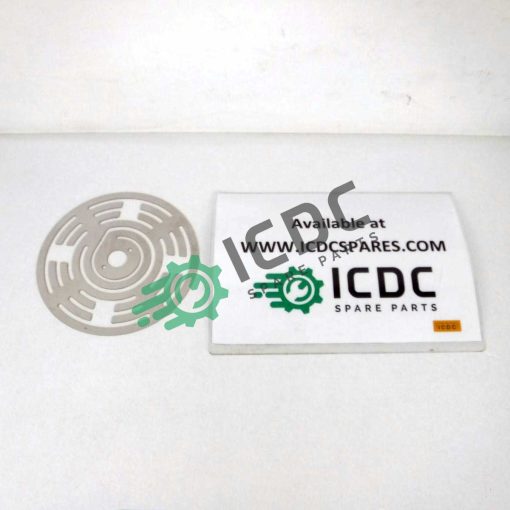 Available at
WWW.ICDCSPARES.COM
ICDC
SPARE PARTS
ICDC
ICDC
SPARE PARTS